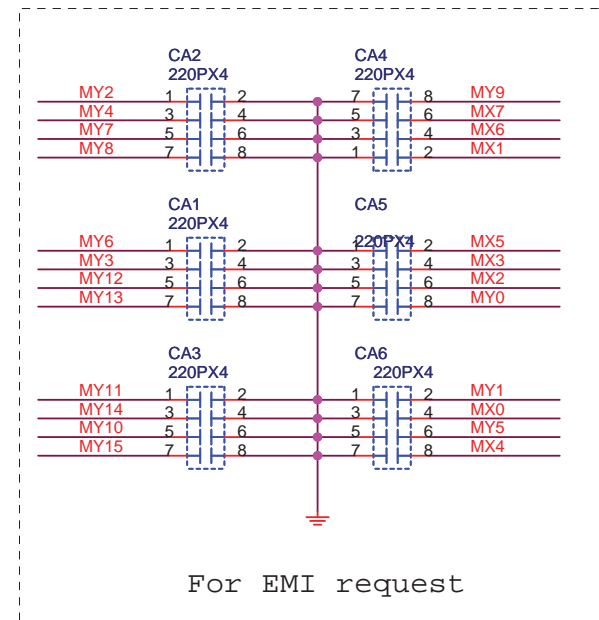 CA2 CA4
220PX4 220PX4
MY2 1 2 7 8 MY9
MY4 3 4 5 6 MX7
MY7 5 6 3 4 MX6
MY8 7 8 1 2 MX1
CA1 CA5
220PX4 220PX4
MY6 1 2 1 2 MX5
MY3 3 4 3 4 MX3
MY12 5 6 5 6 MX2
MY13 7 8 7 8 MY0
CA3 CA6
220PX4 220PX4
MY11 1 2 1 2 MY1
MY14 3 4 3 4 MX0
MY10 5 6 5 6 MY5
MY15 7 8 7 8 MX4
For EMI request